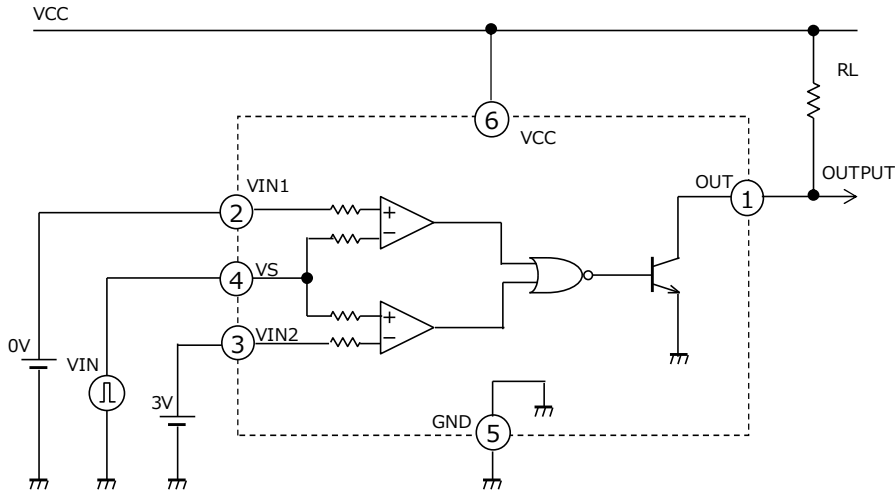 VCC
RL
6
VCC
VIN1
OUT
OUTPUT
2
1
+
−
4
VS
+
−
3
VIN2
0V
VIN
3V
GND
5